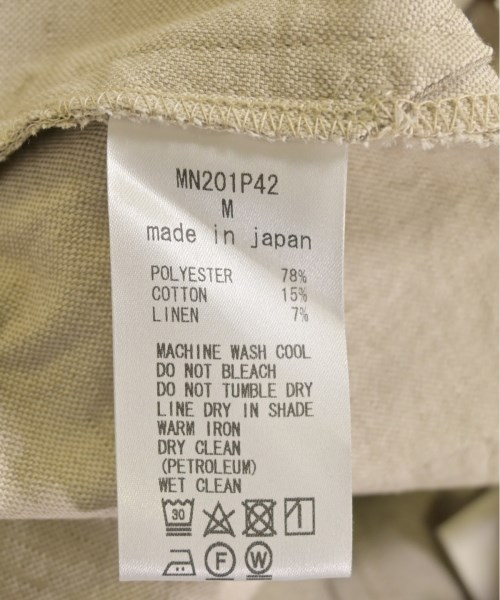 MN201P42
M
made in japan
POLYESTER 78%
COTTON 15%
LINEN 7%
MACHINE WASH COOL
DO NOT BLEACH
DO NOT TUMBLE DRY
LINE DRY IN SHADE
WARM IRON
DRY CLEAN
(PETROLEUM)
WET CLEAN
30
F W